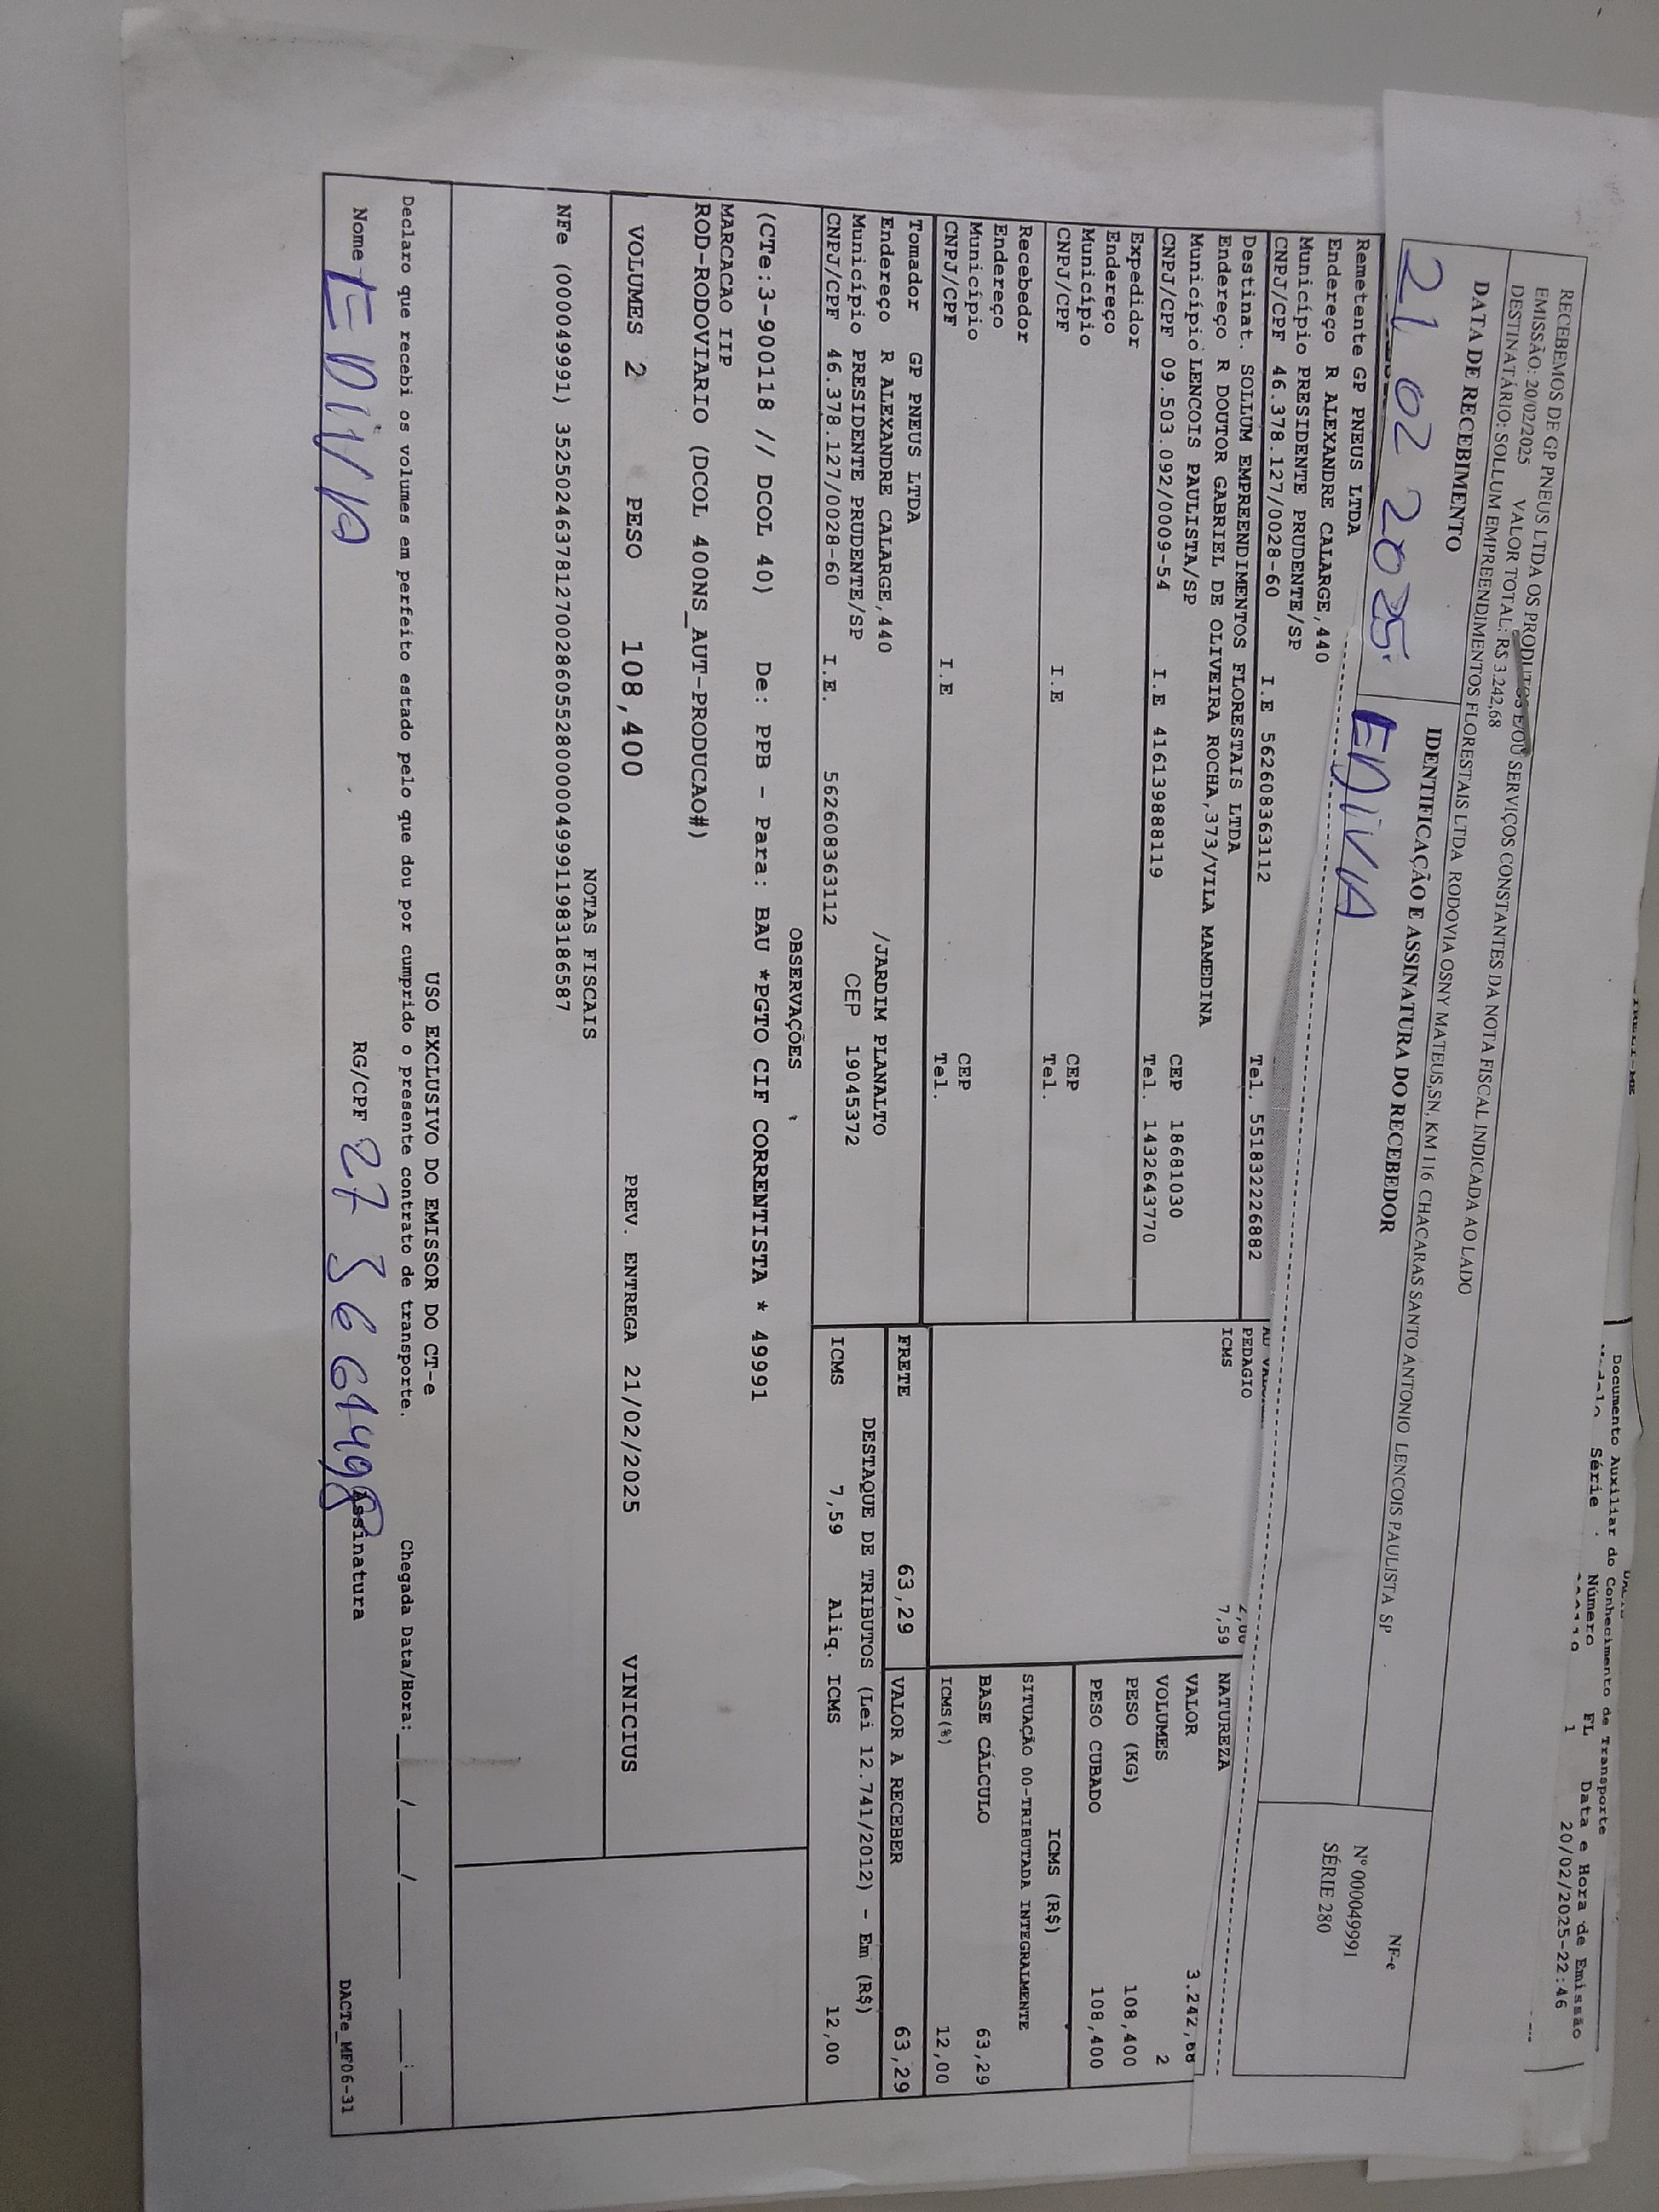 Documento Auxiliar do Conhecimento de Transporte
Série Número FL Data e Hora de Emissão
1 20/02/2025-22:46
RECEBEMOS DE GP PNEUS LTDA OS PRODUTOS E/OU SERVIÇOS CONSTANTES DA NOTA FISCAL INDICADA AO LADO
EMISSÃO: 20/02/2025 VALOR TOTAL: R$ 3.242,68
DESTINATÁRIO: SOLLUM EMPREENDIMENTOS FLORESTAIS LTDA RODOVIA OSNY MATEUS,SN, KM 116 CHACARAS SANTO ANTONIO LENCOIS PAULISTA SP
DATA DE RECEBIMENTO
IDENTIFICAÇÃO E ASSINATURA DO RECEBEDOR
21 02 2025
EDIVIA
NF-e
Nº 000049991
SÉRIE 280
Remetente GP PNEUS LTDA
Endereço R ALEXANDRE CALARGE,440
Município PRESIDENTE PRUDENTE/SP
CNPJ/CPF 46.378.127/0028-60 I.E 562608363112 Tel. 551832226882
Destinat. SOLLUM EMPREENDIMENTOS FLORESTAIS LTDA
Endereço R DOUTOR GABRIEL DE OLIVEIRA ROCHA,373/VILA MAMEDINA
Município LENCOIS PAULISTA/SP CEP 18681030
CNPJ/CPF 09.503.092/0009-54 I.E 416139888119 Tel. 1432643770
Expedidor
Endereço
Município CEP
CNPJ/CPF I.E Tel.
Recebedor
Endereço
Município CEP
CNPJ/CPF I.E Tel.
Tomador GP PNEUS LTDA
Endereço R ALEXANDRE CALARGE,440 /JARDIM PLANALTO
Município PRESIDENTE PRUDENTE/SP CEP 19045372
CNPJ/CPF 46.378.127/0028-60 I.E. 562608363112
PEDAGIO 2,00
ICMS 7,59
NATUREZA
VALOR 3.242,68
VOLUMES 2
PESO (KG) 108,400
PESO CUBADO 108,400
ICMS (R$)
SITUAÇÃO 00-TRIBUTADA INTEGRALMENTE
BASE CÁLCULO 63,29
ICMS(%) 12,00
FRETE 63,29 VALOR A RECEBER 63,29
DESTAQUE DE TRIBUTOS (Lei 12.741/2012) - Em (R$)
ICMS 7,59 Aliq. ICMS 12,00
OBSERVAÇÕES
(CTe:3-900118 // DCOL 40) De: PPB - Para: BAU *PGTO CIF CORRENTISTA * 49991
MARCACAO IIP
ROD-RODOVIARIO (DCOL 400NS_AUT-PRODUCAO#)
VOLUMES 2 PESO 108,400 PREV. ENTREGA 21/02/2025 VINICIUS
NOTAS FISCAIS
NFe (000049991) 35250246378127002860552800000499911983186587
USO EXCLUSIVO DO EMISSOR DO CT-e
Declaro que recebi os volumes em perfeito estado pelo que dou por cumprido o presente contrato de transporte. Chegada Data/Hora: __/__/____ __:__
Nome EDIVIA RG/CPF 27 3661498 Assinatura
DACTe_MF06-31